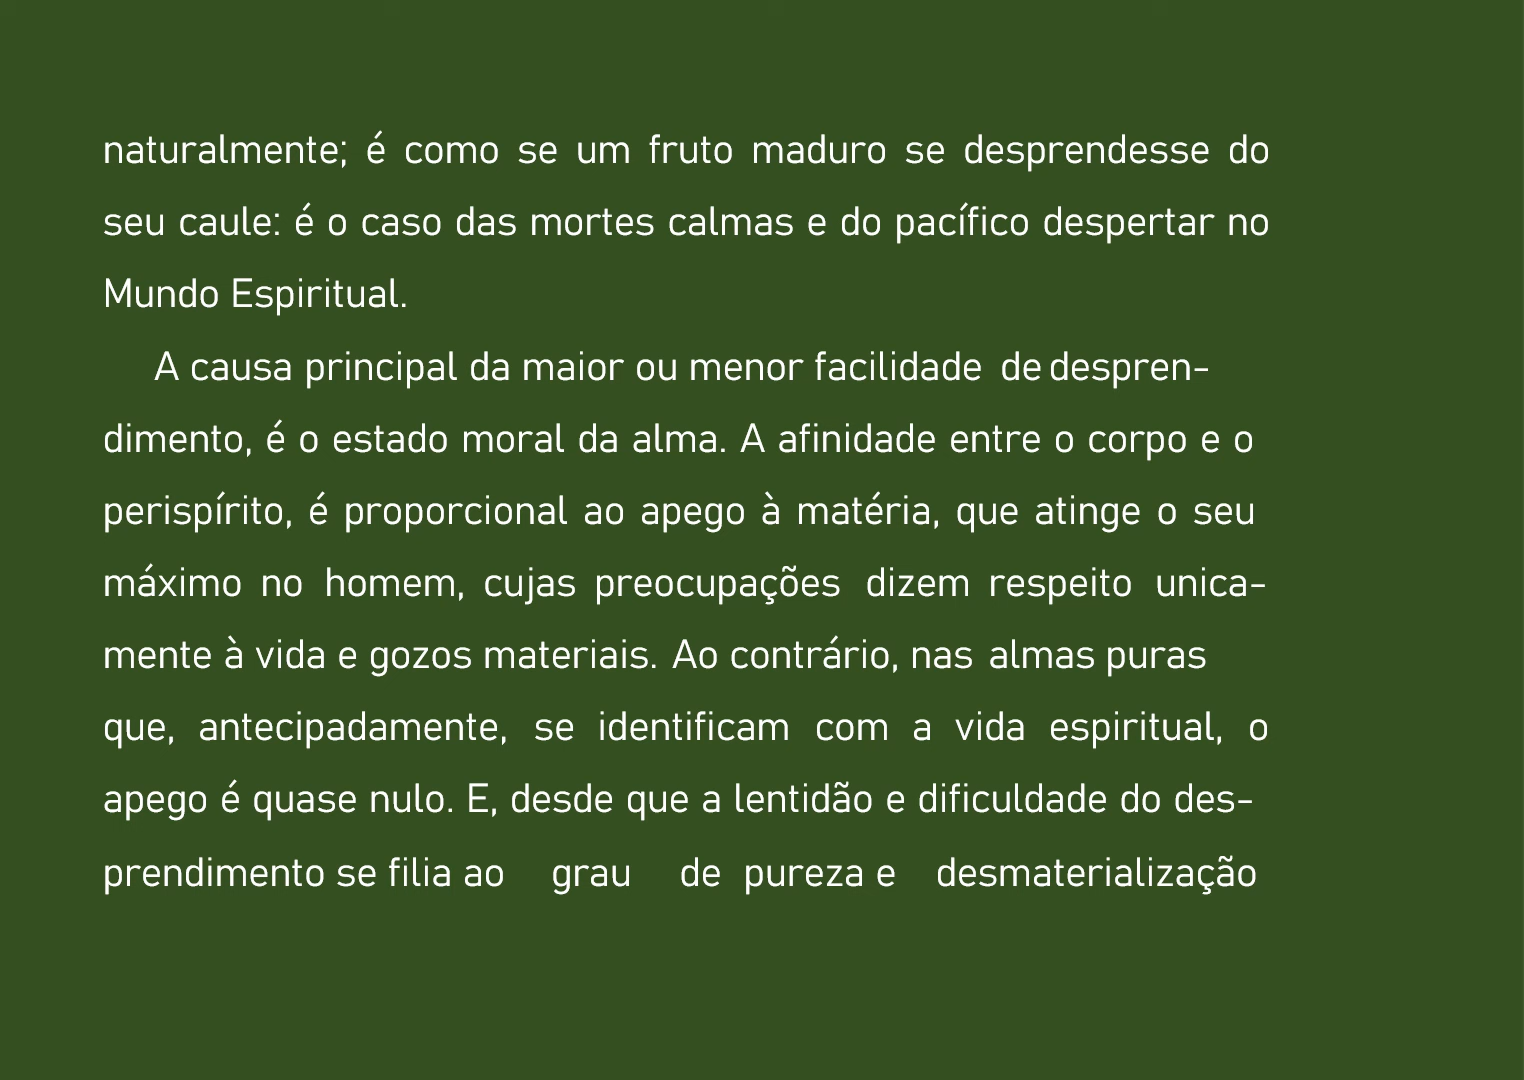 naturalmente; é como se um fruto maduro se desprendesse do
seu caule: é o caso das mortes calmas e do pacífico despertar no
Mundo Espiritual.
A causa principal da maior ou menor facilidade de despren-
dimento, é o estado moral da alma. A afinidade entre o corpo e o
perispírito, é proporcional ao apego à matéria, que atinge o seu
máximo no homem, cujas preocupações dizem respeito unica-
mente à vida e gozos materiais. Ao contrário, nas almas puras
que, antecipadamente, se identificam com a vida espiritual, o
apego é quase nulo. E, desde que a lentidão e dificuldade do des-
prendimento se filia ao grau de pureza e desmaterialização